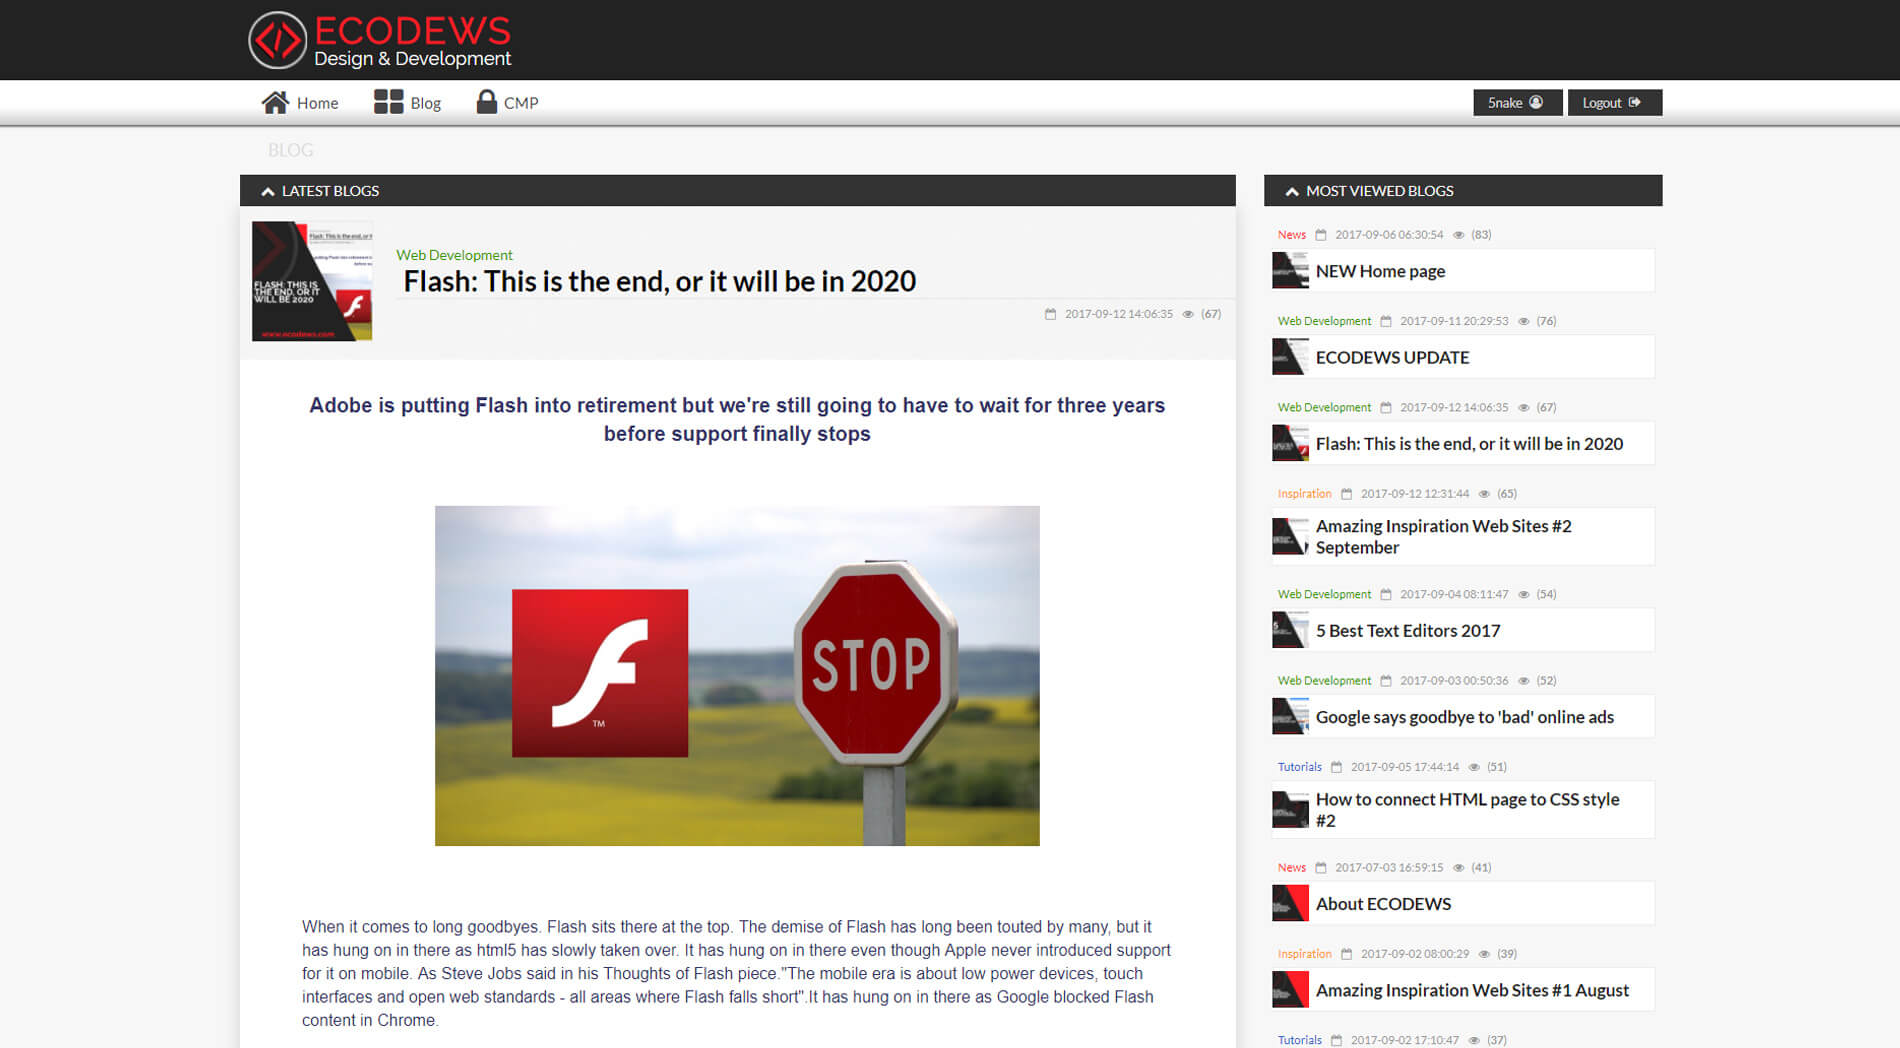 ECODEWS
Design & Development
Home
Blog
CMP
5nake
Logout
BLOG
LATEST BLOGS
FLASH: THIS IS
THE END, OR IT
WILL BE 2020
www.ecodews.com
Web Development
Flash: This is the end, or it will be in 2020
2017-09-12 14:06:35 (67)
Adobe is putting Flash into retirement but we're still going to have to wait for three years
before support finally stops
TM
STOP
When it comes to long goodbyes. Flash sits there at the top. The demise of Flash has long been touted by many, but it
has hung on in there as html5 has slowly taken over. It has hung on in there even though Apple never introduced support
for it on mobile. As Steve Jobs said in his Thoughts of Flash piece."The mobile era is about low power devices, touch
interfaces and open web standards - all areas where Flash falls short".It has hung on in there as Google blocked Flash
content in Chrome.
MOST VIEWED BLOGS
News 2017-09-06 06:30:54 (83)
NEW Home page
Web Development 2017-09-11 20:29:53 (76)
ECODEWS UPDATE
Web Development 2017-09-12 14:06:35 (67)
Flash: This is the end, or it will be in 2020
Inspiration 2017-09-12 12:31:44 (65)
Amazing Inspiration Web Sites #2
September
Web Development 2017-09-04 08:11:47 (54)
5 Best Text Editors 2017
Web Development 2017-09-03 00:50:36 (52)
Google says goodbye to 'bad' online ads
Tutorials 2017-09-05 17:44:14 (51)
How to connect HTML page to CSS style
#2
News 2017-07-03 16:59:15 (41)
About ECODEWS
Inspiration 2017-09-02 08:00:29 (39)
Amazing Inspiration Web Sites #1 August
Tutorials 2017-09-02 17:10:47 (37)